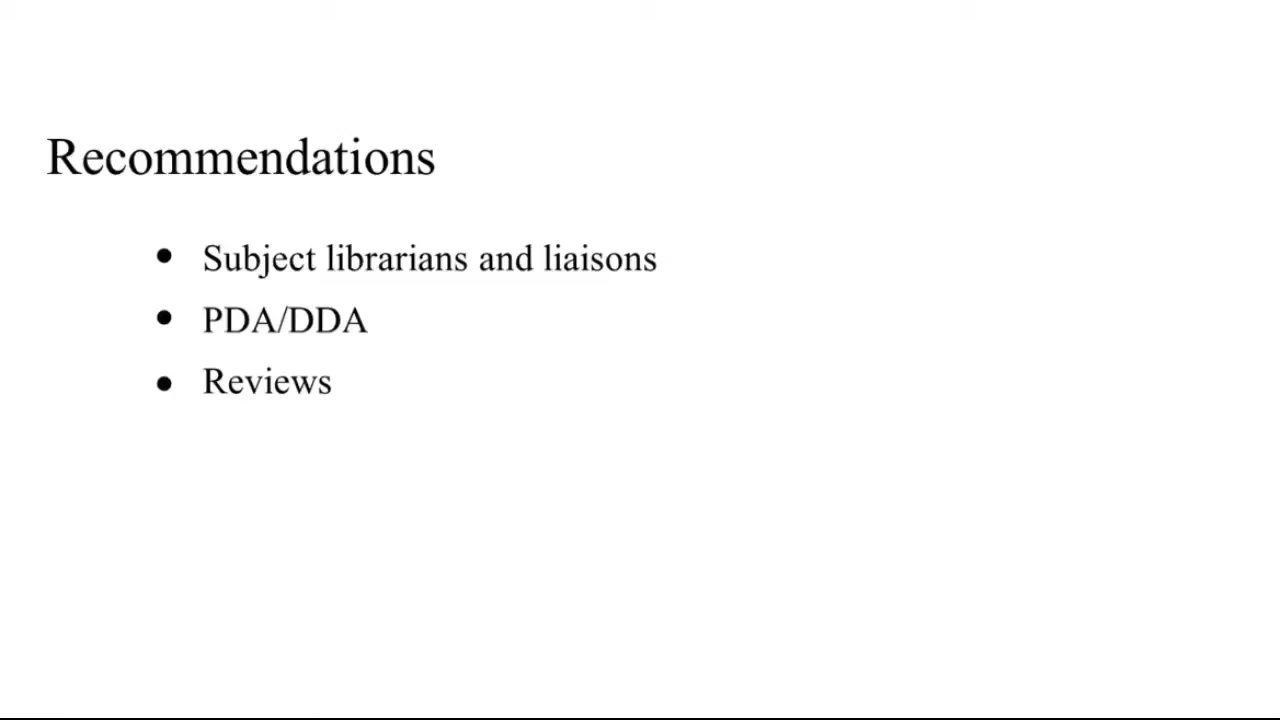 Recommendations
● Subject librarians and liaisons
● PDA/DDA
● Reviews